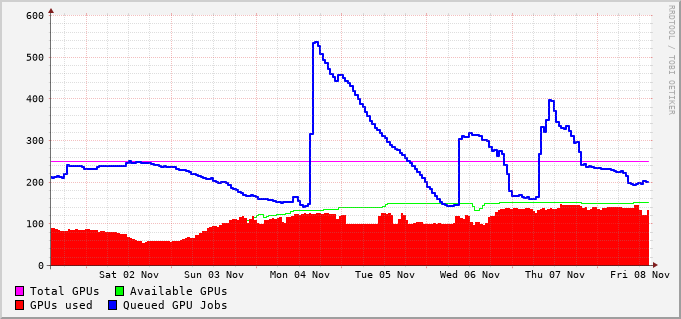 600
500
400
300
200
100
0
Sat 02 Nov Sun 03 Nov Mon 04 Nov Tue 05 Nov Wed 06 Nov Thu 07 Nov Fri 08 Nov
Total GPUs Available GPUs
GPUs used Queued GPU Jobs
RRDTOOL / TOBI OETIKER